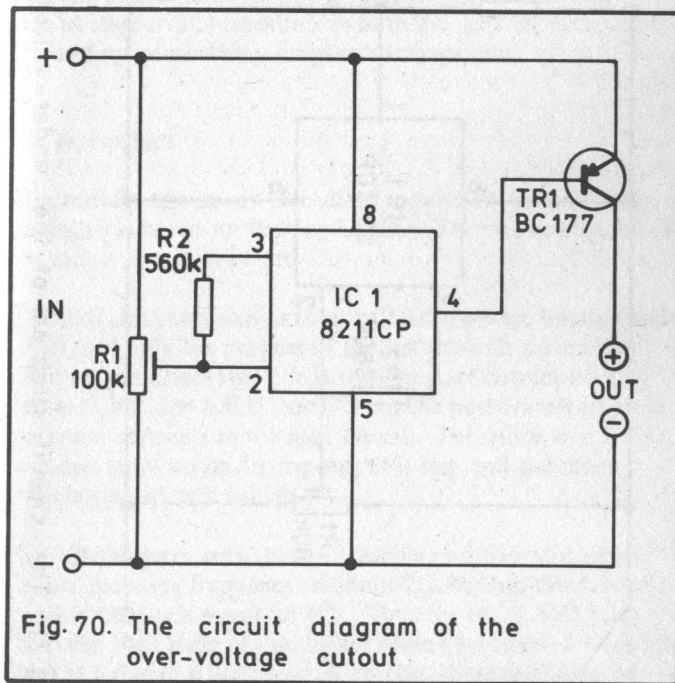 +
8
TR1
BC177
R2
560k
3
4
IC 1
8211CP
IN
R1
100k
2
5
+
OUT
−
−
Fig. 70. The circuit diagram of the
over-voltage cutout